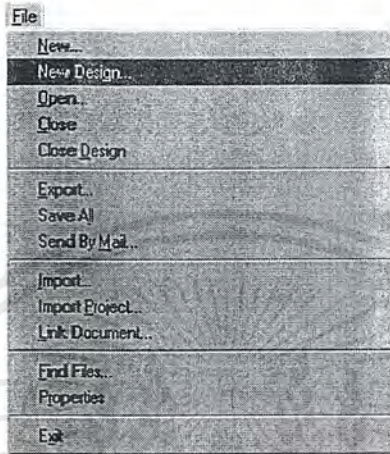 File
New...
New Design...
Open...
Close
Close Design
Export...
Save All
Send By Mail...
Import...
Import Project...
Link Document...
Find Files...
Properties
Exit